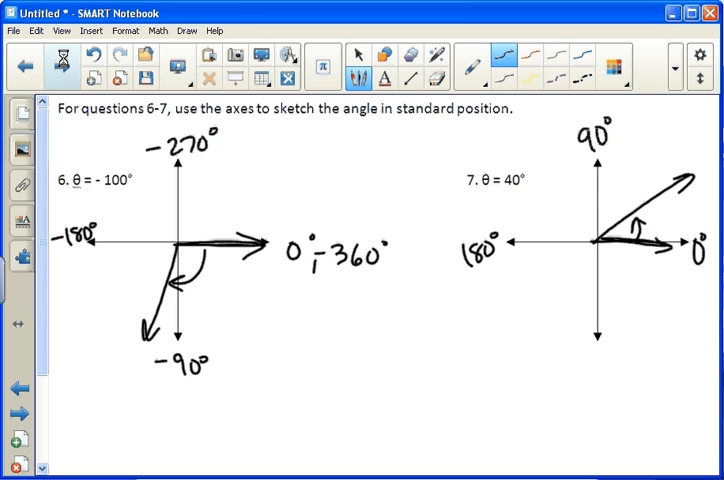 Untitled * - SMART Notebook
File Edit View Insert Format Math Draw Help
π
A
For questions 6-7, use the axes to sketch the angle in standard position.
-270°
90°
6. θ = - 100°
7. θ = 40°
-180°
0°, -360°
180°
0°
-90°